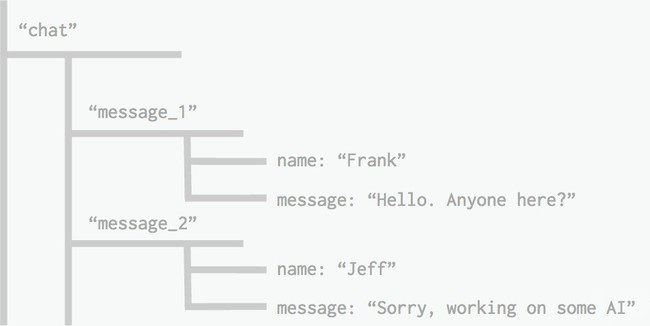 “chat”
“message_1”
name: “Frank”
message: “Hello. Anyone here?”
“message_2”
name: “Jeff”
message: “Sorry, working on some AI”